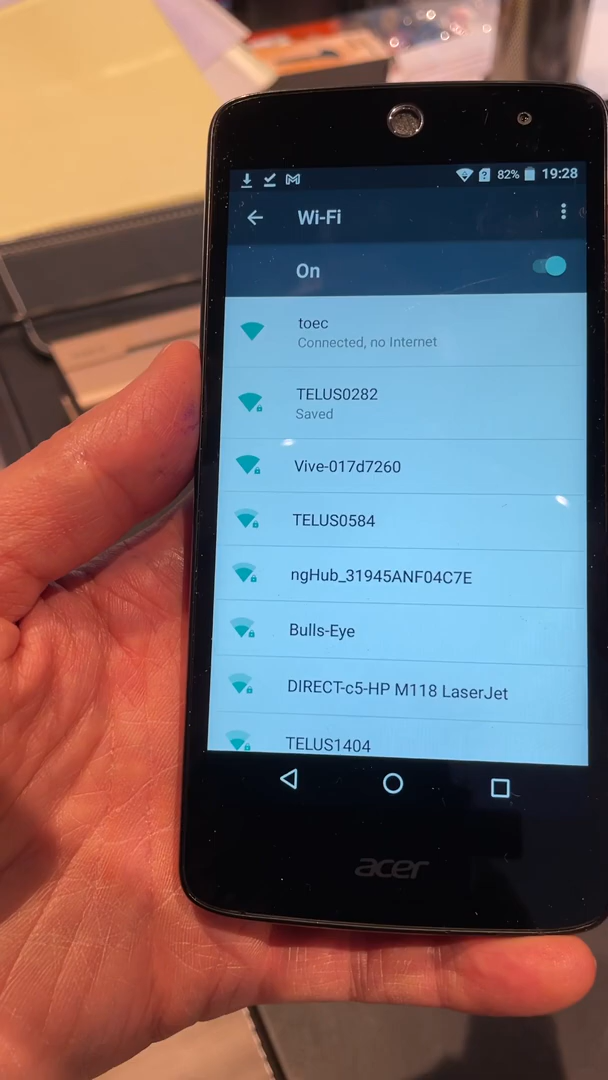 82% 19:28
Wi-Fi
On
toec
Connected, no Internet
TELUS0282
Saved
Vive-017d7260
TELUS0584
ngHub_31945ANF04C7E
Bulls-Eye
DIRECT-c5-HP M118 LaserJet
TELUS1404
acer